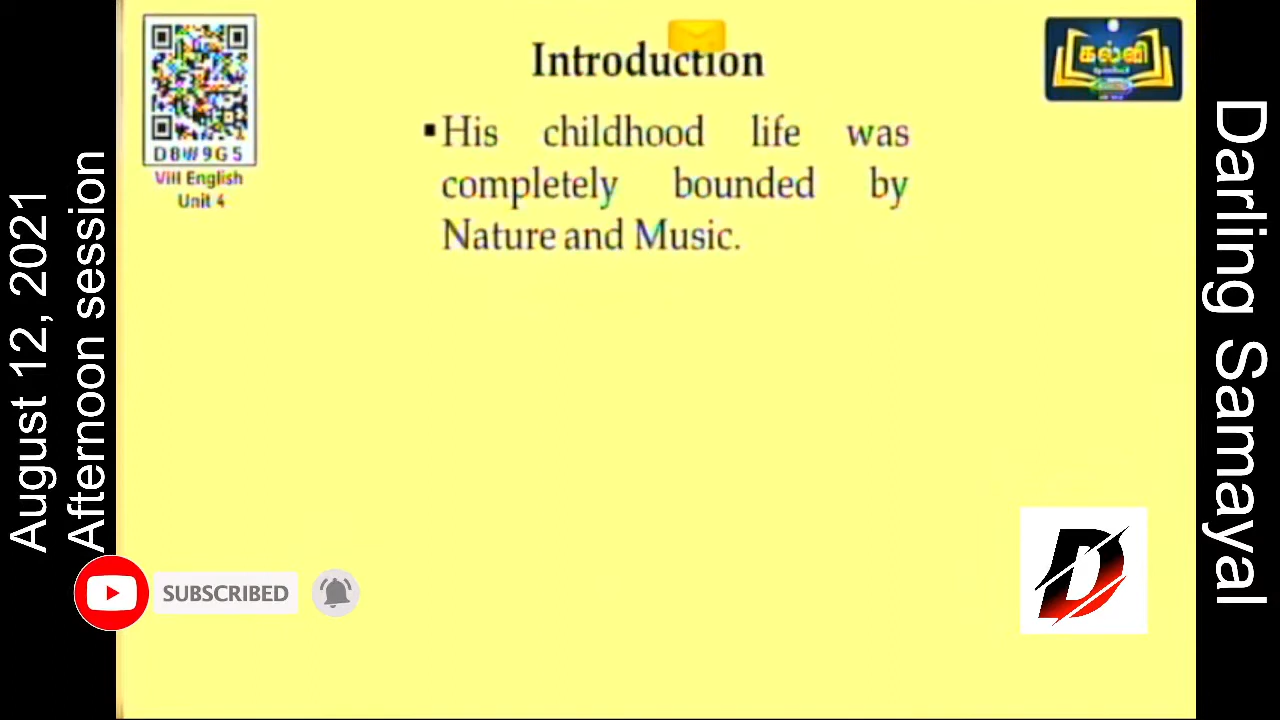 Introduction
▪His childhood life was
completely bounded by
Nature and Music.
D8W9G5
VIII English
Unit 4
கல்வி
August 12, 2021
Afternoon session
Darling Samayal
SUBSCRIBED
D